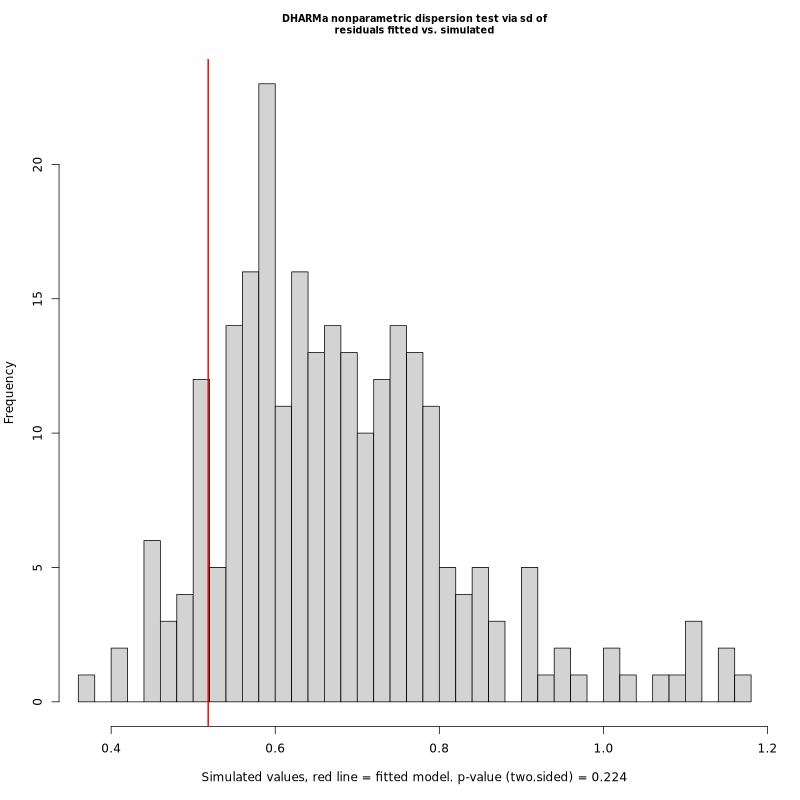 DHARMa nonparametric dispersion test via sd of
residuals fitted vs. simulated
Frequency
20
15
10
5
0
0.4 0.6 0.8 1.0 1.2
Simulated values, red line = fitted model. p-value (two.sided) = 0.224